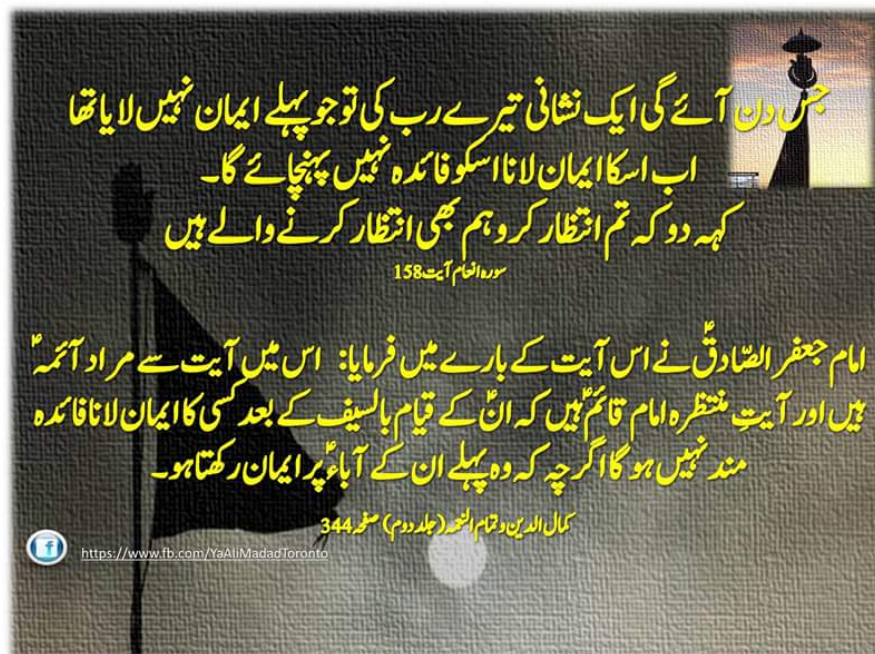 جس دن آئے گی ایک نشانی تیرے رب کی تو جو پہلے ایمان نہیں لایا تھا
اب اسکا ایمان لانا اسکو فائدہ نہیں پہنچائے گا۔
کہہ دو کہ تم انتظار کرو ہم بھی انتظار کرنے والے ہیں
سورہ انعام آیت 158
امام جعفر الصّادقؑ نے اس آیت کے بارے میں فرمایا: اس میں آیت سے مراد آئمہؑ
ہیں اور آیتِ منتظرہ امام قائمؑ ہیں کہ انؑ کے قیام بالسیف کے بعد کسی کا ایمان لانا فائدہ
مند نہیں ہو گا اگرچہ کہ وہ پہلے ان کے آباءؑ پر ایمان رکھتا ہو۔
کمال الدین و تمام النعمہ (جلد دوم) صفحہ 344
https://www.fb.com/YaAliMadadToronto